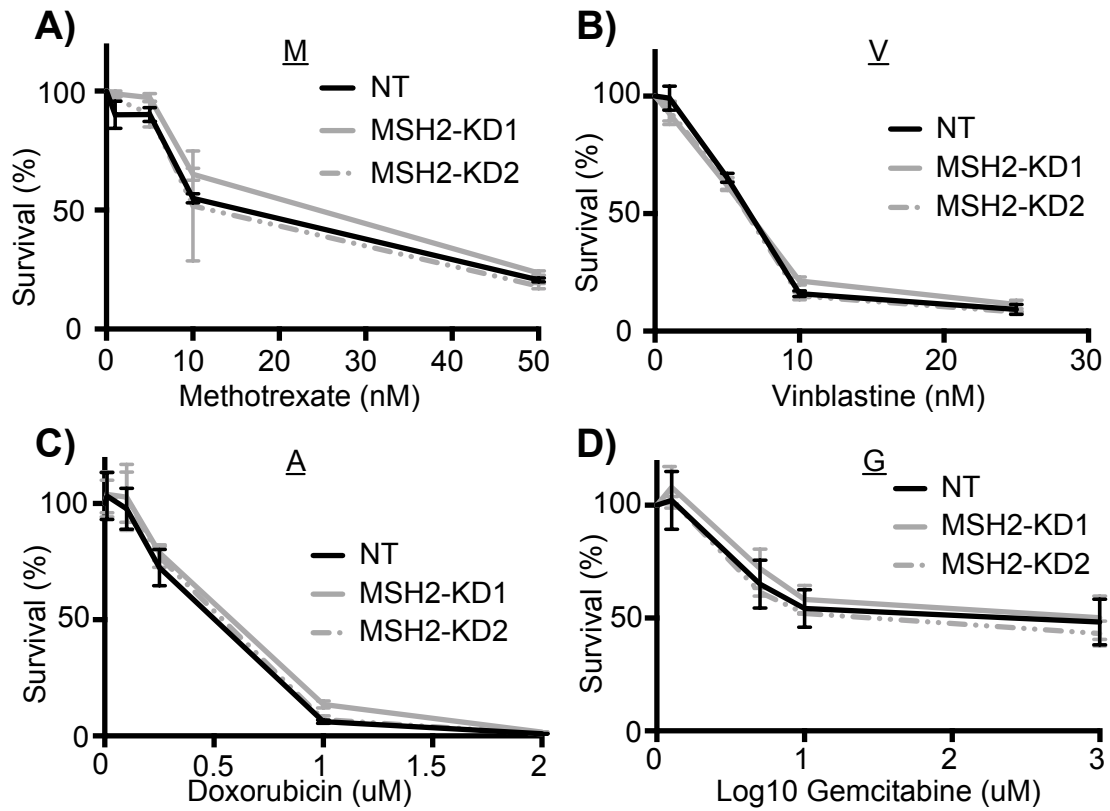 A)
M
NT
MSH2-KD1
MSH2-KD2
Survival (%)
100
50
0
0 10 20 30 40 50
Methotrexate (nM)
B)
V
NT
MSH2-KD1
MSH2-KD2
Survival (%)
100
50
0
0 10 20 30
Vinblastine (nM)
C)
A
NT
MSH2-KD1
MSH2-KD2
Survival (%)
100
50
0
0 0.5 1 1.5 2
Doxorubicin (uM)
D)
G
NT
MSH2-KD1
MSH2-KD2
Survival (%)
100
50
0
0 1 2 3
Log10 Gemcitabine (uM)